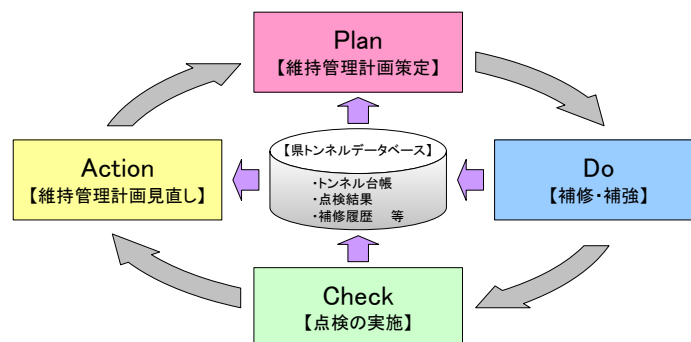 Plan
【維持管理計画策定】
【県トンネルデータベース】
・トンネル台帳
・点検結果
・補修履歴　等
Action
【維持管理計画見直し】
Do
【補修・補強】
Check
【点検の実施】